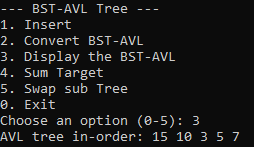 --- BST-AVL Tree ---
1. Insert
2. Convert BST-AVL
3. Display the BST-AVL
4. Sum Target
5. Swap sub Tree
0. Exit
Choose an option (0-5): 3
AVL tree in-order: 15 10 3 5 7